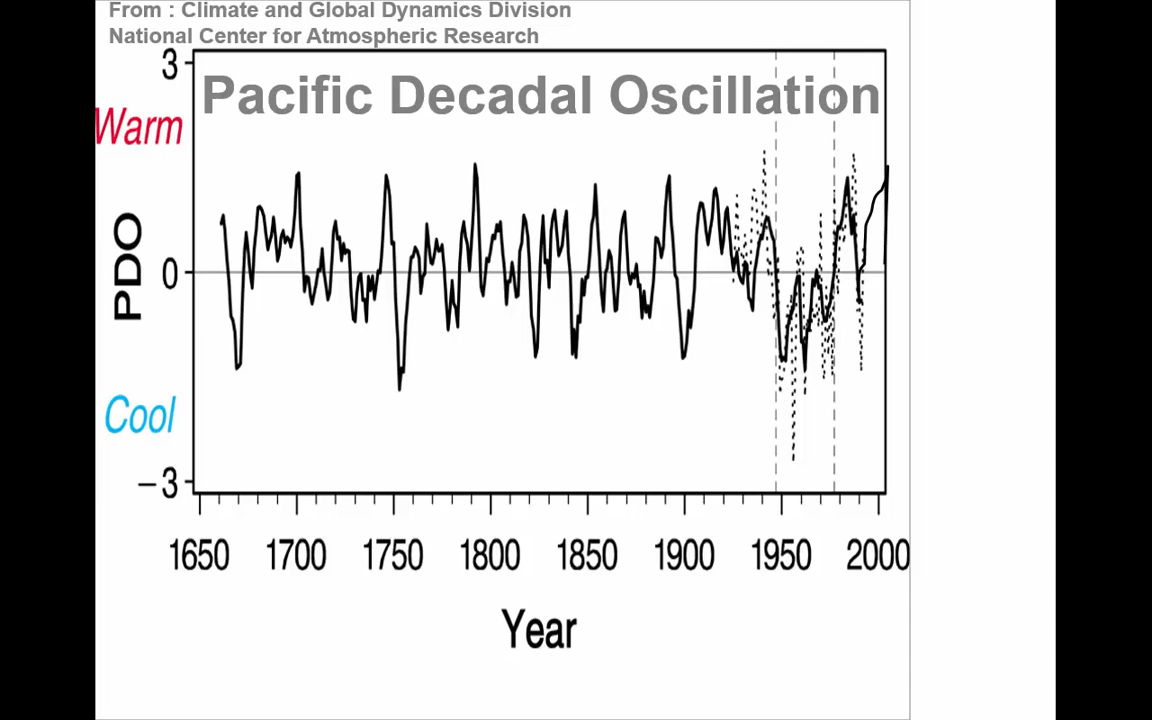 From : Climate and Global Dynamics Division
National Center for Atmospheric Research
Pacific Decadal Oscillation
3
Warm
PDO
0
Cool
−3
1650 1700 1750 1800 1850 1900 1950 2000
Year